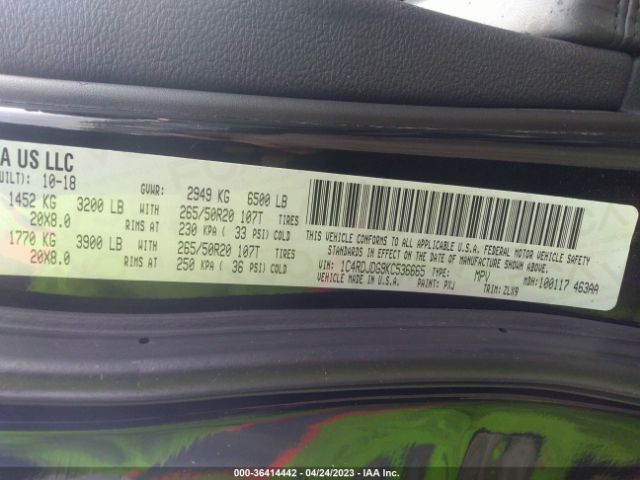 A US LLC
UILT): 10-18 GVWR: 2949 KG 6500 LB
1452 KG 3200 LB WITH 265/50R20 107T TIRES
20X8.0 RIMS AT 230 KPA ( 33 PSI) COLD
1770 KG 3900 LB WITH 265/50R20 107T TIRES
20X8.0 RIMS AT 250 KPA ( 36 PSI) COLD
THIS VEHICLE CONFORMS TO ALL APPLICABLE U.S.A. FEDERAL MOTOR VEHICLE SAFETY
STANDARDS IN EFFECT ON THE DATE OF MANUFACTURE SHOWN ABOVE.
VIN: 1C4RDJDG9KC536665 TYPE: MPV MDH:100117 463AA
VEHICLE MADE IN U.S.A. PAINT: PXJ TRIM: ZLX9
000-36414442 - 04/24/2023 - IAA Inc.